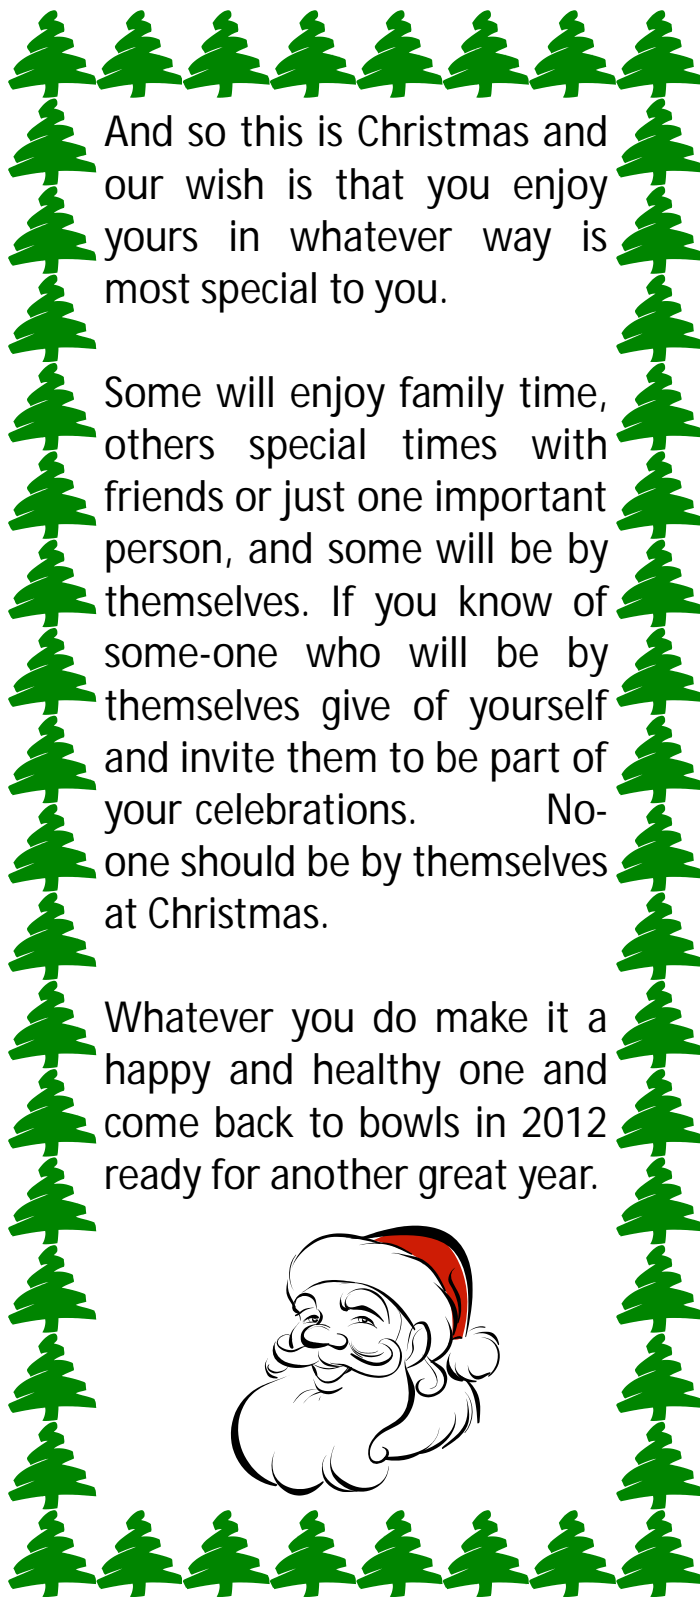 And so this is Christmas and
our wish is that you enjoy
yours in whatever way is
most special to you.
Some will enjoy family time,
others special times with
friends or just one important
person, and some will be by
themselves. If you know of
some-one who will be by
themselves give of yourself
and invite them to be part of
your celebrations. No-
one should be by themselves
at Christmas.
Whatever you do make it a
happy and healthy one and
come back to bowls in 2012
ready for another great year.